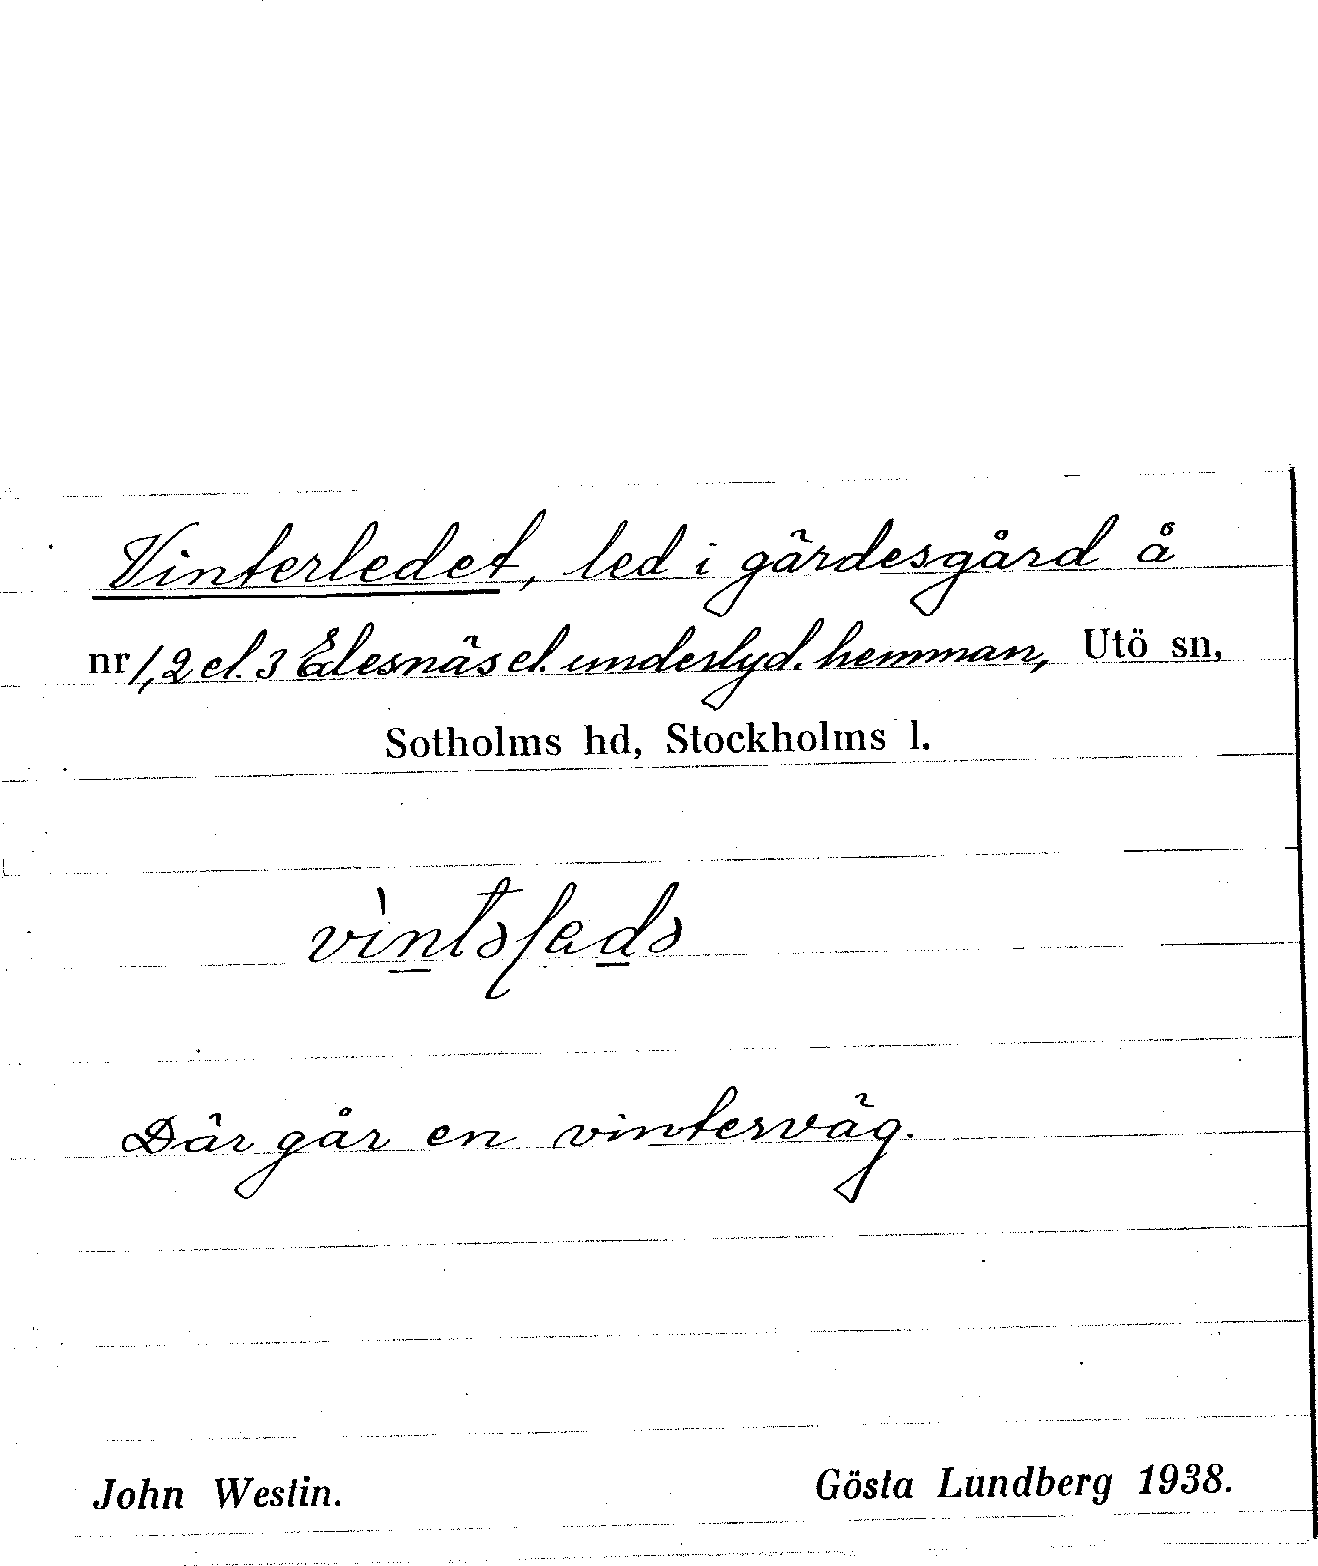 Vinterledet, led i gärdesgård å
nr 1, 2 el. 3 Ålesnäs el. underlyd. hemman, Utö sn,
Sotholms hd, Stockholms l.
Där går en vinterväg.
John Westin. Gösta Lundberg 1938.